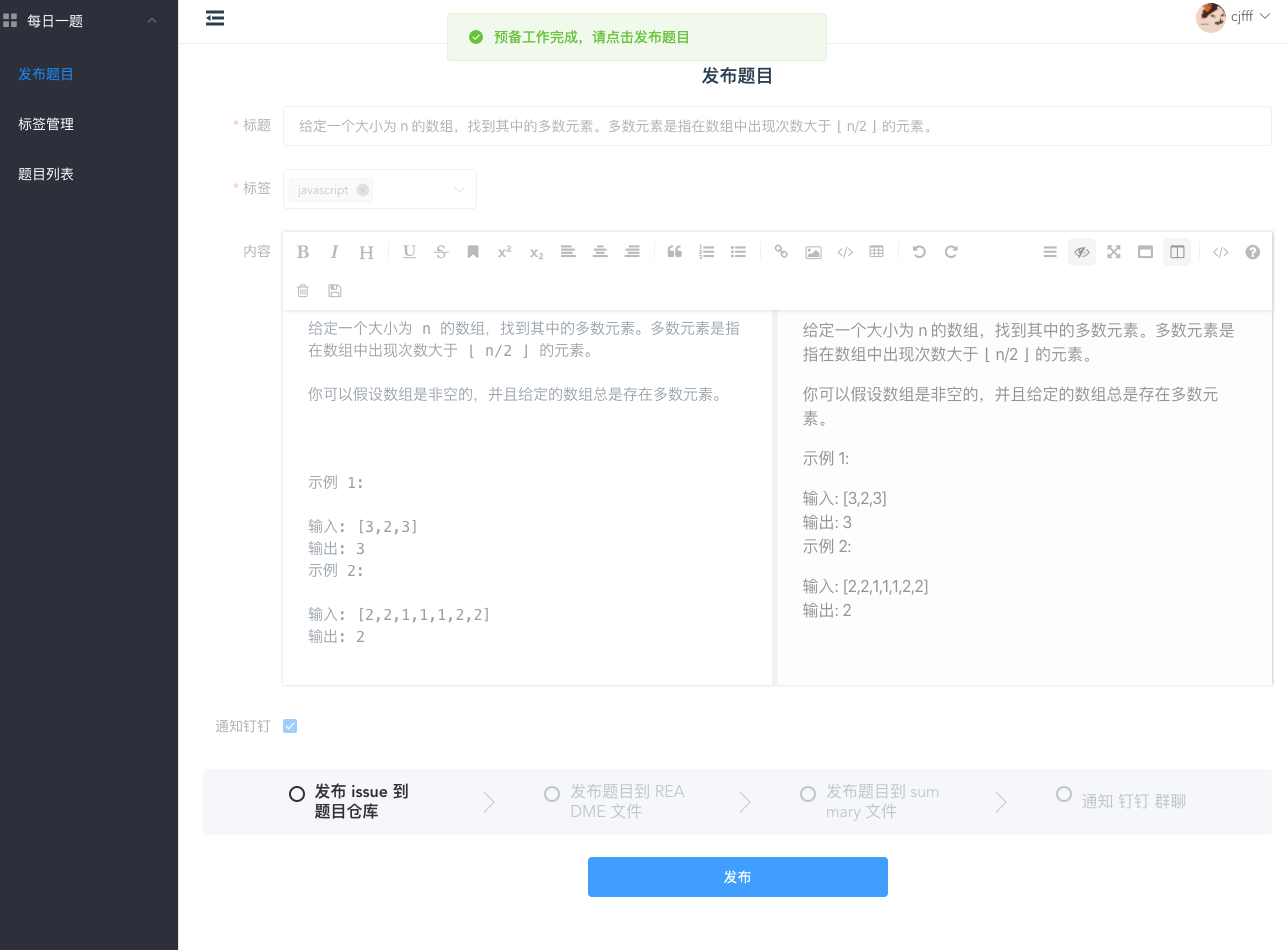 每日一题
cjfff
预备工作完成，请点击发布题目
发布题目
标签管理
题目列表
发布题目
* 标题
给定一个大小为 n 的数组，找到其中的多数元素。多数元素是指在数组中出现次数大于 ⌊ n/2 ⌋ 的元素。
* 标签
javascript
内容
给定一个大小为 n 的数组，找到其中的多数元素。多数元素是指
在数组中出现次数大于 ⌊ n/2 ⌋ 的元素。
你可以假设数组是非空的，并且给定的数组总是存在多数元素。
示例 1:
输入: [3,2,3]
输出: 3
示例 2:
输入: [2,2,1,1,1,2,2]
输出: 2
给定一个大小为 n 的数组，找到其中的多数元素。多数元素是
指在数组中出现次数大于 ⌊ n/2 ⌋ 的元素。
你可以假设数组是非空的，并且给定的数组总是存在多数元
素。
示例 1:
输入: [3,2,3]
输出: 3
示例 2:
输入: [2,2,1,1,1,2,2]
输出: 2
通知钉钉
发布 issue 到
题目仓库
发布题目到 REA
DME 文件
发布题目到 sum
mary 文件
通知 钉钉 群聊
发布